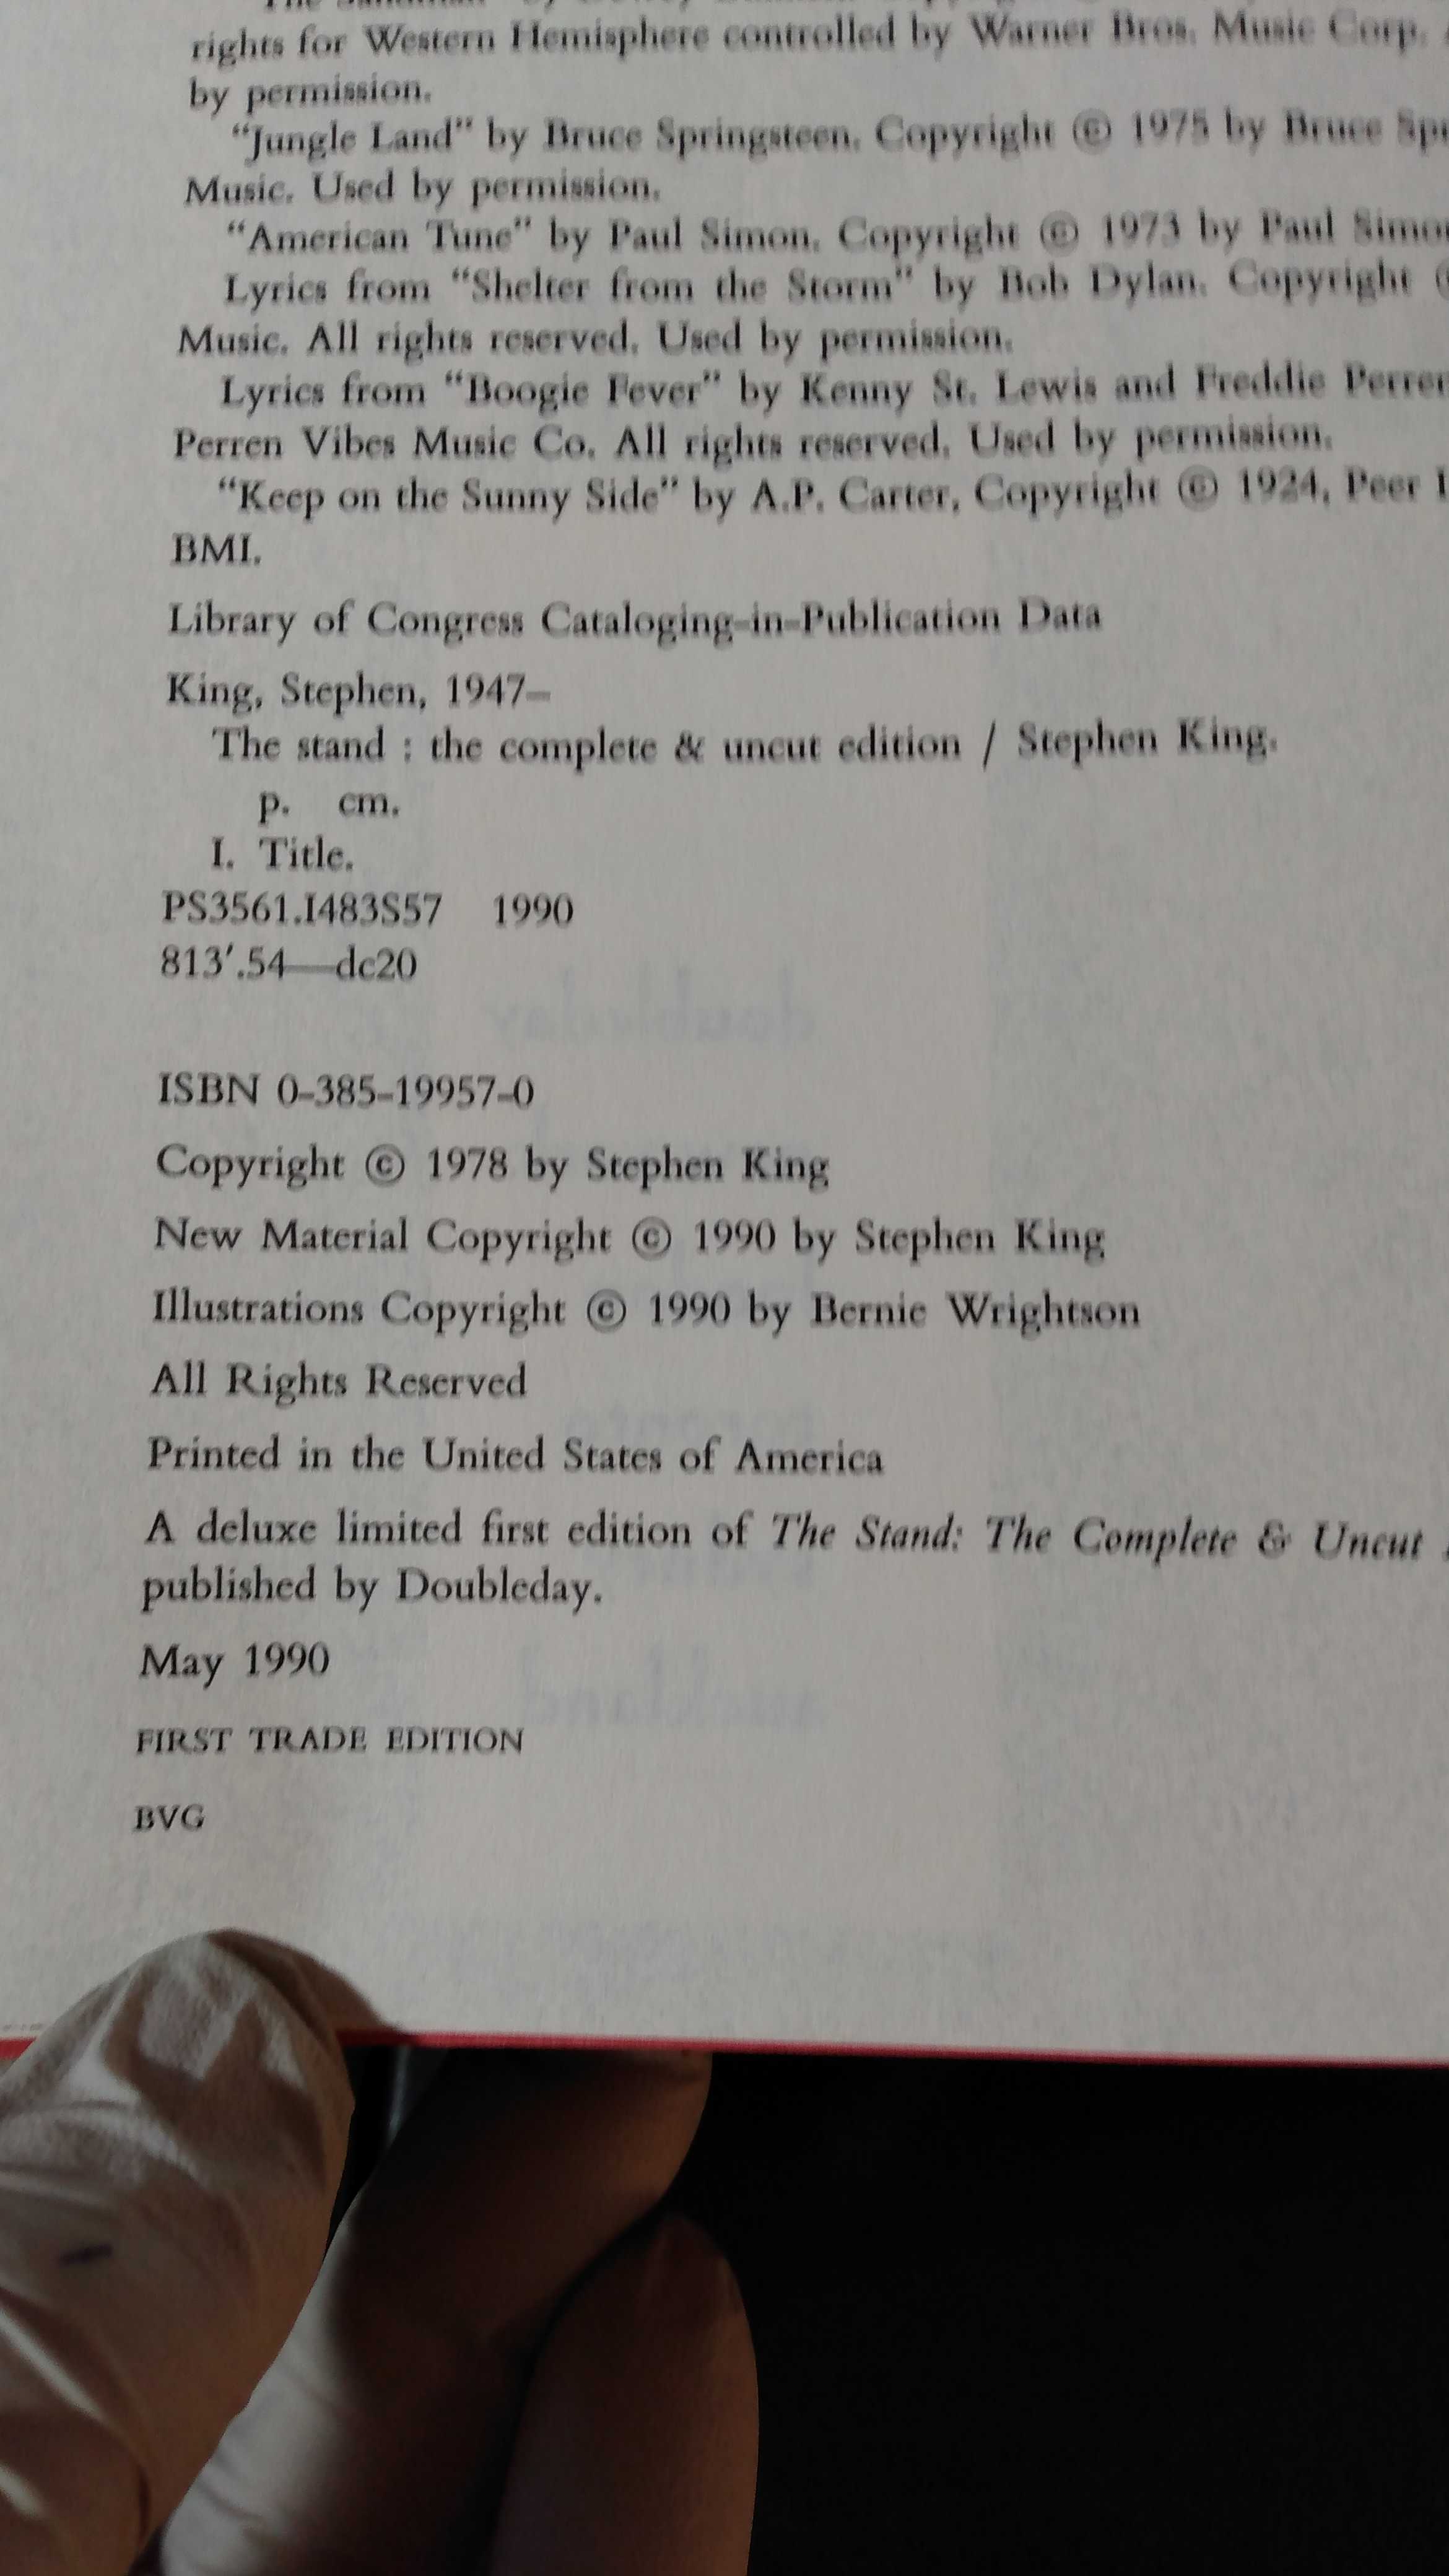 rights for Western Hemisphere controlled by Warner Bros. Music Corp.
by permission.
"Jungle Land" by Bruce Springsteen. Copyright © 1975 by Bruce
Music. Used by permission.
"American Tune" by Paul Simon. Copyright © 1973 by Paul Simon
Lyrics from "Shelter from the Storm" by Bob Dylan. Copyright
Music. All rights reserved. Used by permission.
Lyrics from "Boogie Fever" by Kenny St. Lewis and Freddie Perren
Perren Vibes Music Co. All rights reserved. Used by permission.
"Keep on the Sunny Side" by A.P. Carter, Copyright © 1924, Peer
BMI.
Library of Congress Cataloging-in-Publication Data
King, Stephen, 1947–
The stand : the complete & uncut edition / Stephen King.
p. cm.
I. Title.
PS3561.I483S57 1990
813'.54—dc20
ISBN 0-385-19957-0
Copyright © 1978 by Stephen King
New Material Copyright © 1990 by Stephen King
Illustrations Copyright © 1990 by Bernie Wrightson
All Rights Reserved
Printed in the United States of America
A deluxe limited first edition of The Stand: The Complete & Uncut
published by Doubleday.
May 1990
FIRST TRADE EDITION
BVG